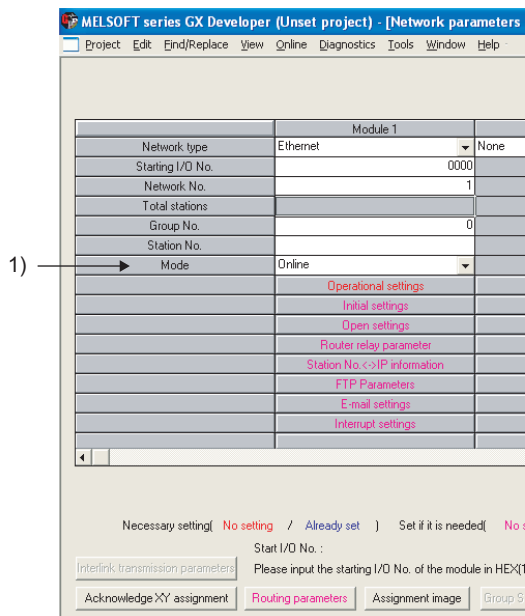 MELSOFT series GX Developer (Unset project) - [Network parameters
Project Edit Find/Replace View Online Diagnostics Tools Window Help
Module 1
Network type Ethernet None
Starting I/O No. 0000
Network No. 1
Total stations
Group No. 0
Station No.
1) Mode Online
Operational settings
Initial settings
Open settings
Router relay parameter
Station No.<->IP information
FTP Parameters
E-mail settings
Interrupt settings
Necessary setting( No setting / Already set ) Set if it is needed( No s
Start I/O No. :
Interlink transmission parameters Please input the starting I/O No. of the module in HEX(1
Acknowledge XY assignment Routing parameters Assignment image Group S